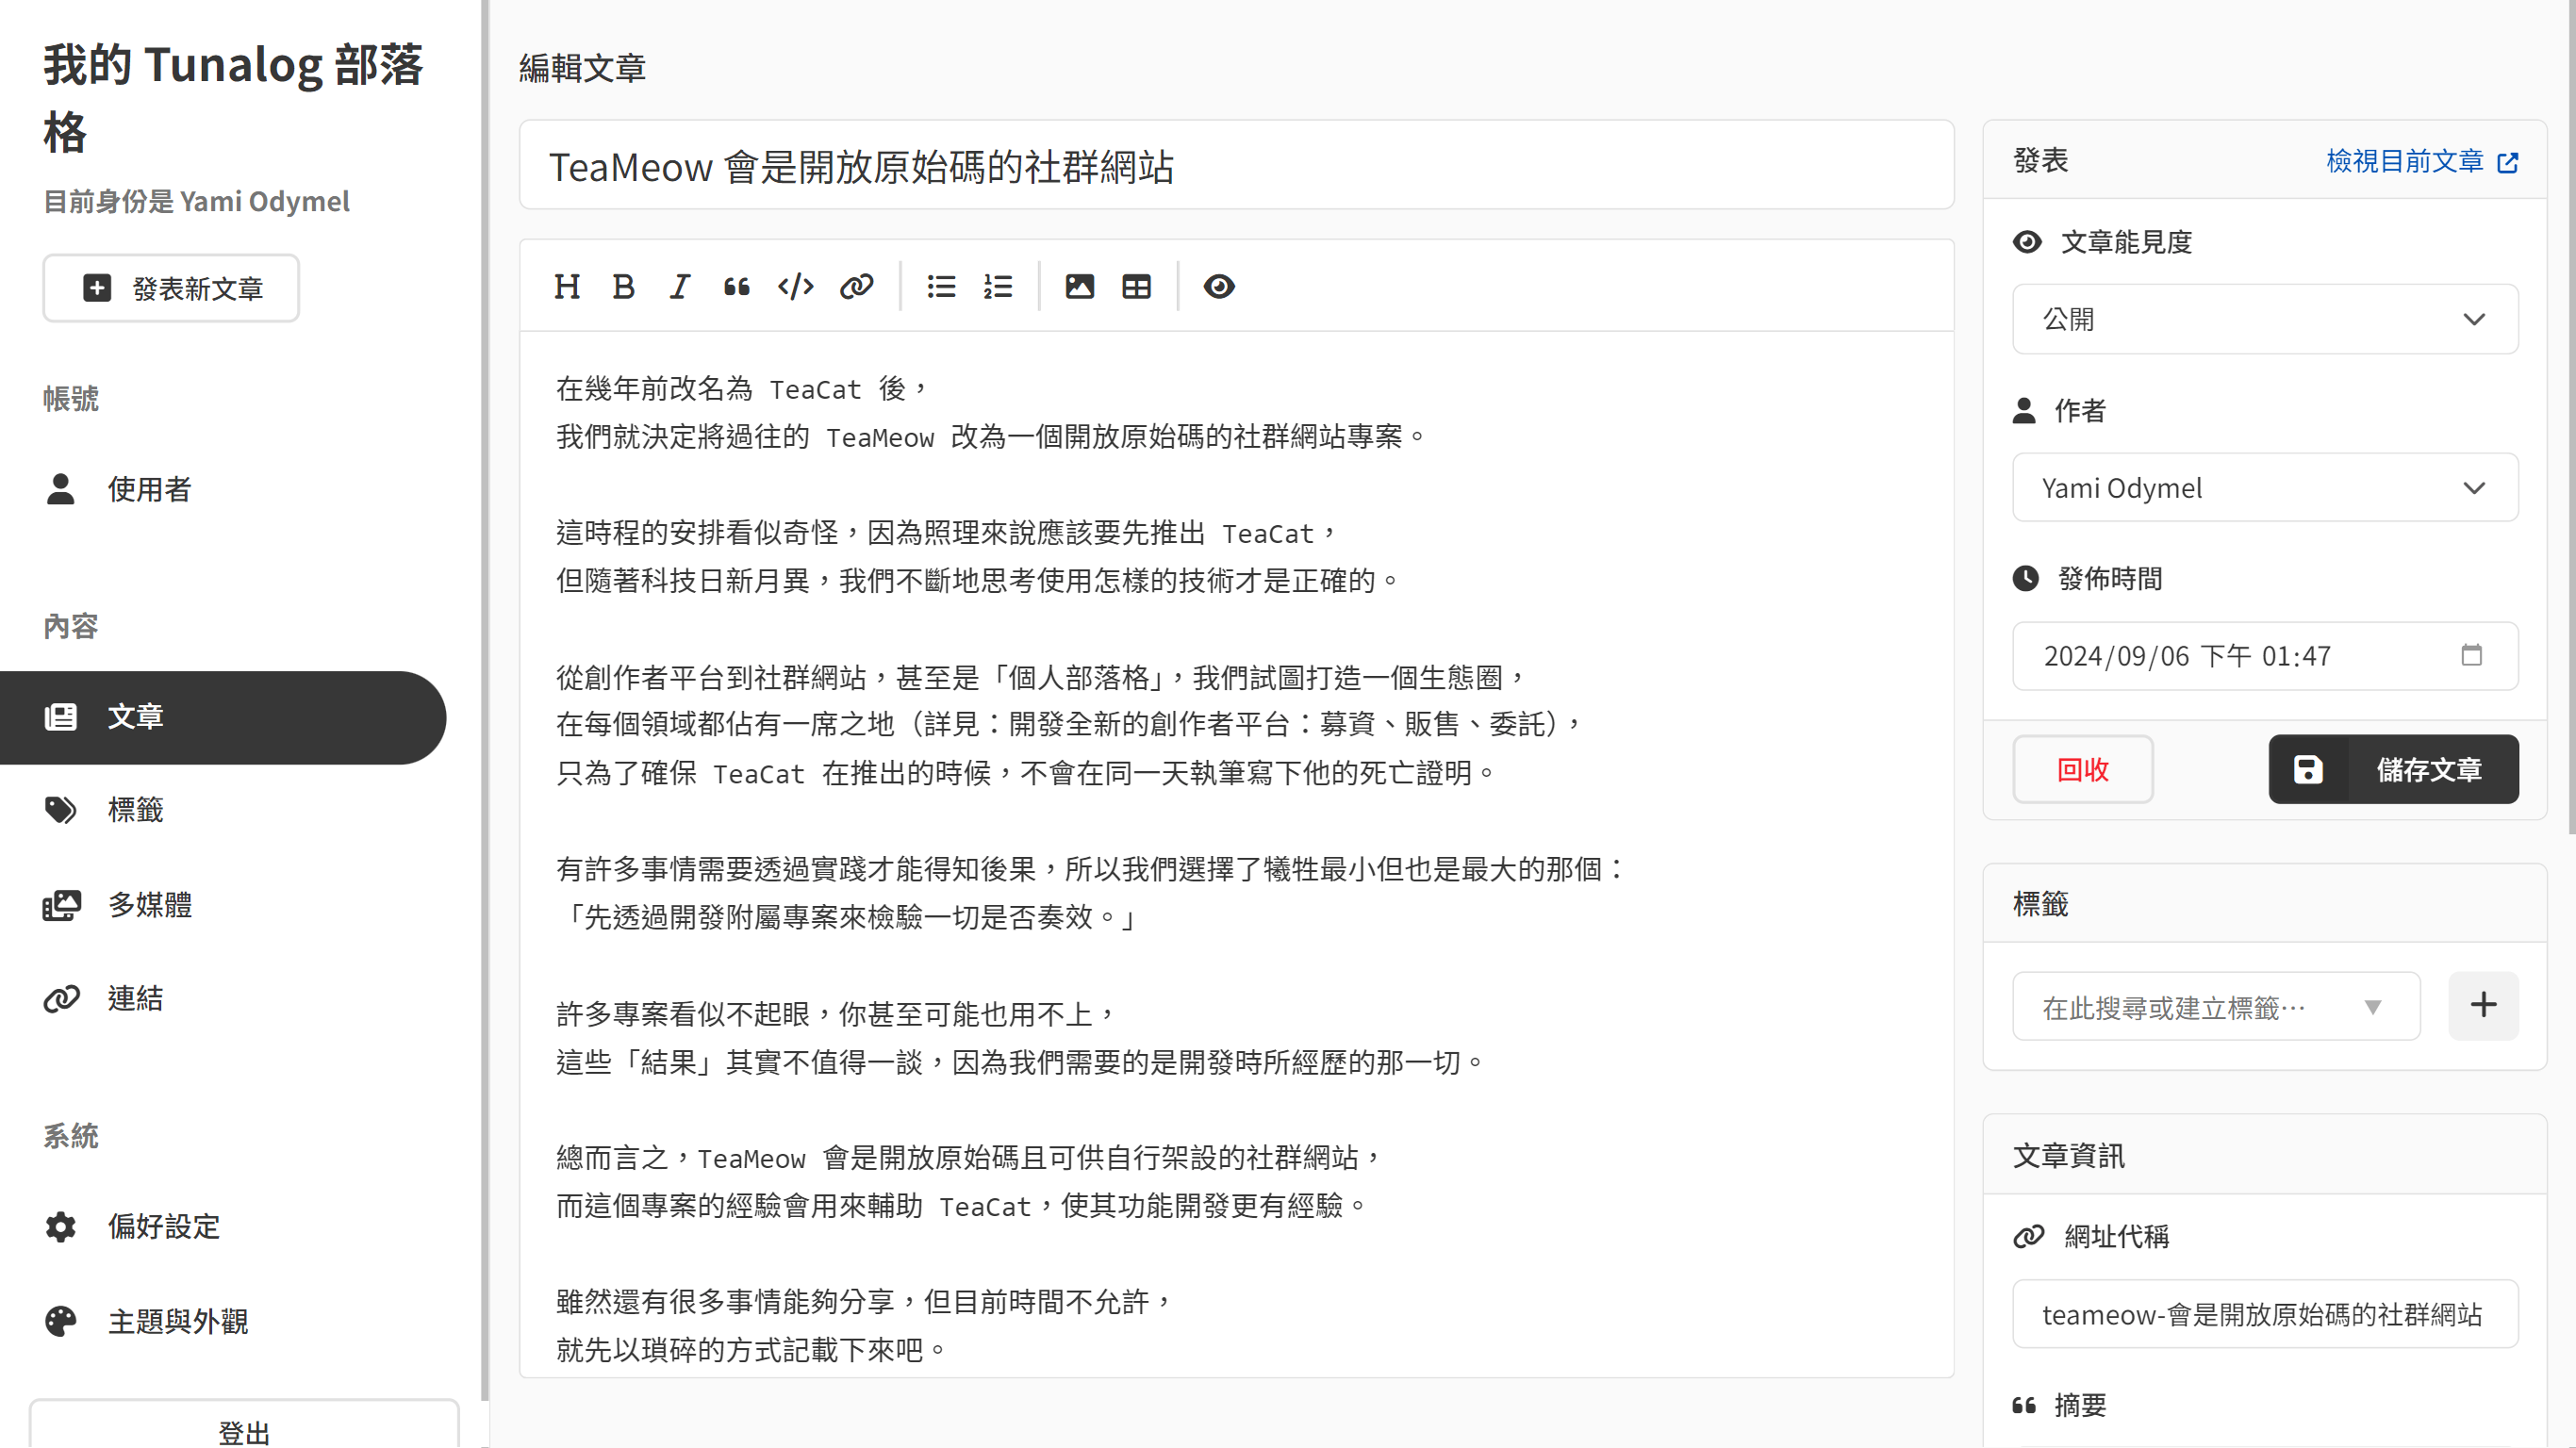 我的 Tunalog 部落
格
目前身份是 Yami Odymel
發表新文章
帳號
使用者
內容
文章
標籤
多媒體
連結
系統
偏好設定
主題與外觀
登出
編輯文章
TeaMeow 會是開放原始碼的社群網站
在幾年前改名為 TeaCat 後，
我們就決定將過往的 TeaMeow 改為一個開放原始碼的社群網站專案。
這時程的安排看似奇怪，因為照理來說應該要先推出 TeaCat，
但隨著科技日新月異，我們不斷地思考使用怎樣的技術才是正確的。
從創作者平台到社群網站，甚至是「個人部落格」，我們試圖打造一個生態圈，
在每個領域都佔有一席之地（詳見：開發全新的創作者平台：募資、販售、委託），
只為了確保 TeaCat 在推出的時候，不會在同一天執筆寫下他的死亡證明。
有許多事情需要透過實踐才能得知後果，所以我們選擇了犧牲最小但也是最大的那個：
「先透過開發附屬專案來檢驗一切是否奏效。」
許多專案看似不起眼，你甚至可能也用不上，
這些「結果」其實不值得一談，因為我們需要的是開發時所經歷的那一切。
總而言之，TeaMeow 會是開放原始碼且可供自行架設的社群網站，
而這個專案的經驗會用來輔助 TeaCat，使其功能開發更有經驗。
雖然還有很多事情能夠分享，但目前時間不允許，
就先以瑣碎的方式記載下來吧。
發表
檢視目前文章
文章能見度
公開
作者
Yami Odymel
發佈時間
2024/09/06 下午 01:47
回收
儲存文章
標籤
在此搜尋或建立標籤…
文章資訊
網址代稱
teameow-會是開放原始碼的社群網站
摘要